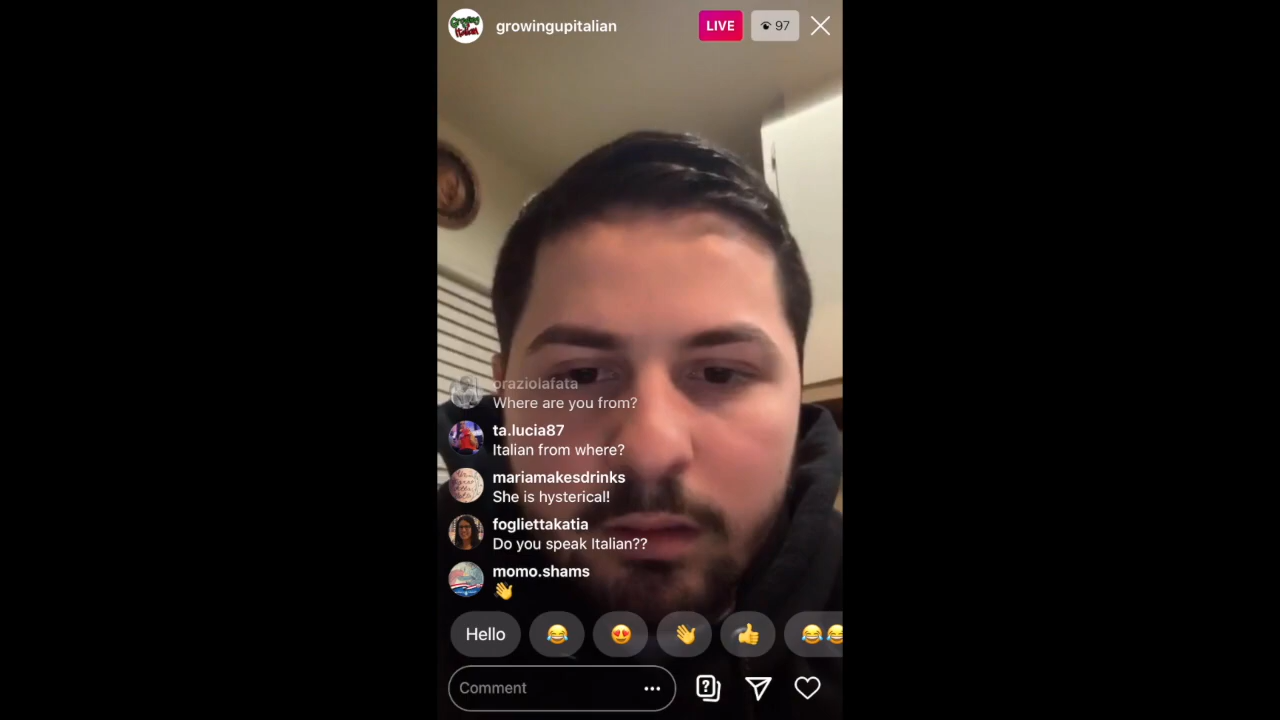 growingupitalian
LIVE
97
oraziolafata
Where are you from?
ta.lucia87
Italian from where?
mariamakesdrinks
She is hysterical!
fogliettakatia
Do you speak Italian??
momo.shams
👋
Hello
😂
😍
👋
👍
😂😂
Comment